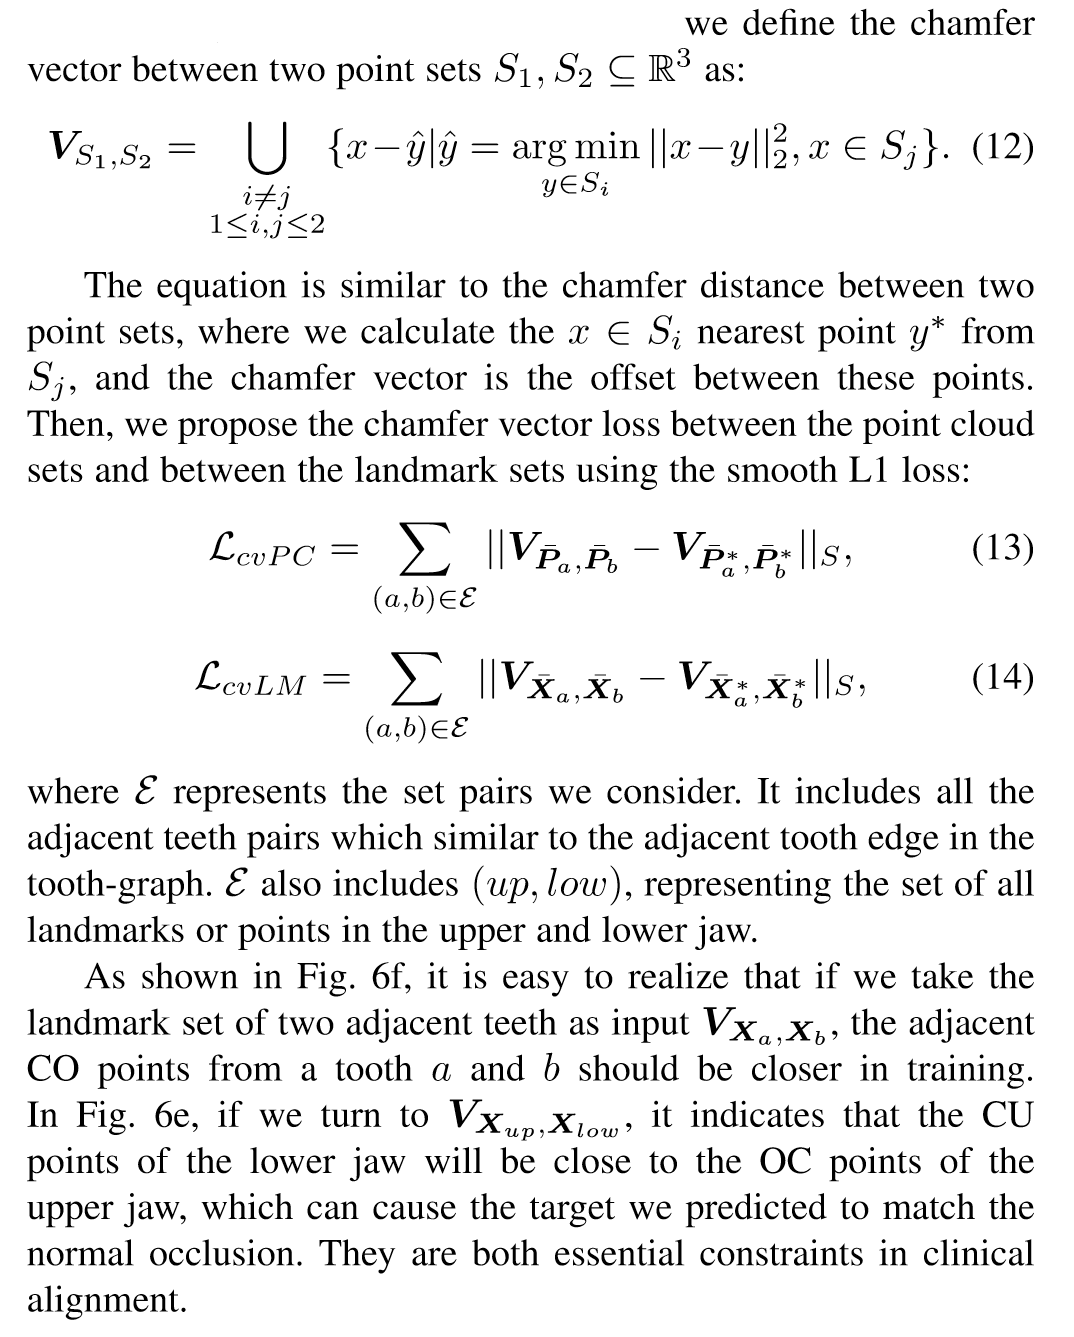 we define the chamfer
vector between two point sets $S_1, S_2 \subseteq \mathbb{R}^3$ as:
$\boldsymbol{V}_{S_1,S_2} = \bigcup_{\substack{i \neq j \\ 1 \leq i,j \leq 2}} \{x - \hat{y} | \hat{y} = \underset{y \in S_i}{\arg\min} ||x - y||_2^2, x \in S_j\}.$ (12)
The equation is similar to the chamfer distance between two
point sets, where we calculate the $x \in S_i$ nearest point $y^*$ from
$S_j$, and the chamfer vector is the offset between these points.
Then, we propose the chamfer vector loss between the point cloud
sets and between the landmark sets using the smooth L1 loss:
$\mathcal{L}_{cvPC} = \sum_{(a,b) \in \mathcal{E}} ||\boldsymbol{V}_{\bar{\boldsymbol{P}}_a, \bar{\boldsymbol{P}}_b} - \boldsymbol{V}_{\bar{\boldsymbol{P}}_a^*, \bar{\boldsymbol{P}}_b^*}||_S,$ (13)
$\mathcal{L}_{cvLM} = \sum_{(a,b) \in \mathcal{E}} ||\boldsymbol{V}_{\bar{\boldsymbol{X}}_a, \bar{\boldsymbol{X}}_b} - \boldsymbol{V}_{\bar{\boldsymbol{X}}_a^*, \bar{\boldsymbol{X}}_b^*}||_S,$ (14)
where $\mathcal{E}$ represents the set pairs we consider. It includes all the
adjacent teeth pairs which similar to the adjacent tooth edge in the
tooth-graph. $\mathcal{E}$ also includes $(up, low)$, representing the set of all
landmarks or points in the upper and lower jaw.
As shown in Fig. 6f, it is easy to realize that if we take the
landmark set of two adjacent teeth as input $\boldsymbol{V}_{\boldsymbol{X}_a, \boldsymbol{X}_b}$, the adjacent
CO points from a tooth $a$ and $b$ should be closer in training.
In Fig. 6e, if we turn to $\boldsymbol{V}_{\boldsymbol{X}_{up}, \boldsymbol{X}_{low}}$, it indicates that the CU
points of the lower jaw will be close to the OC points of the
upper jaw, which can cause the target we predicted to match the
normal occlusion. They are both essential constraints in clinical
alignment.